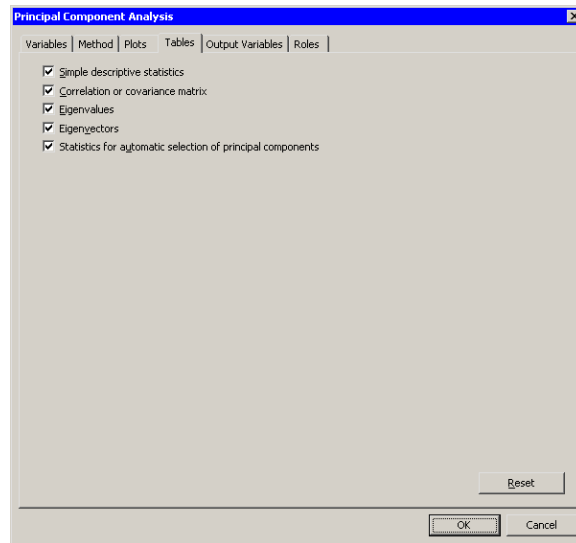 Principal Component Analysis
Variables Method Plots Tables Output Variables Roles
Simple descriptive statistics
Correlation or covariance matrix
Eigenvalues
Eigenvectors
Statistics for automatic selection of principal components
Reset
OK Cancel